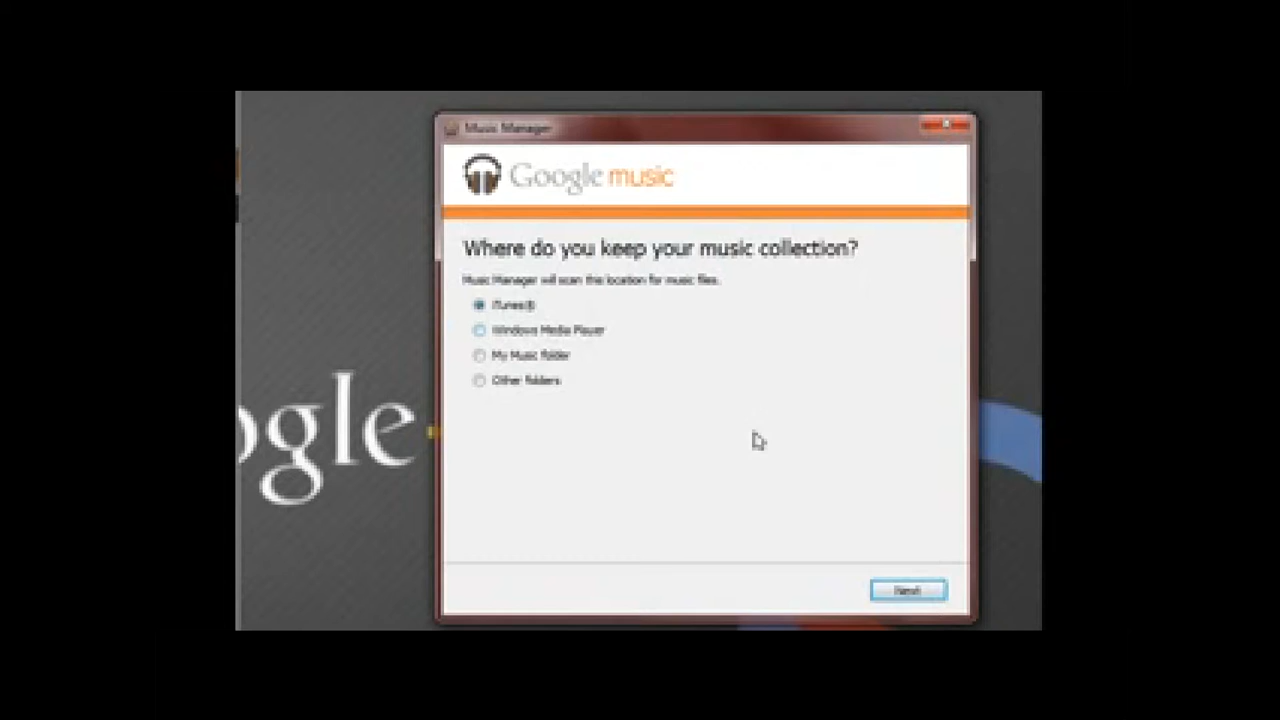 Music Manager
Google music
Where do you keep your music collection?
Music Manager will scan this location for music files.
iTunes®
Windows Media Player
My Music folder
Other folders
ogle
Next